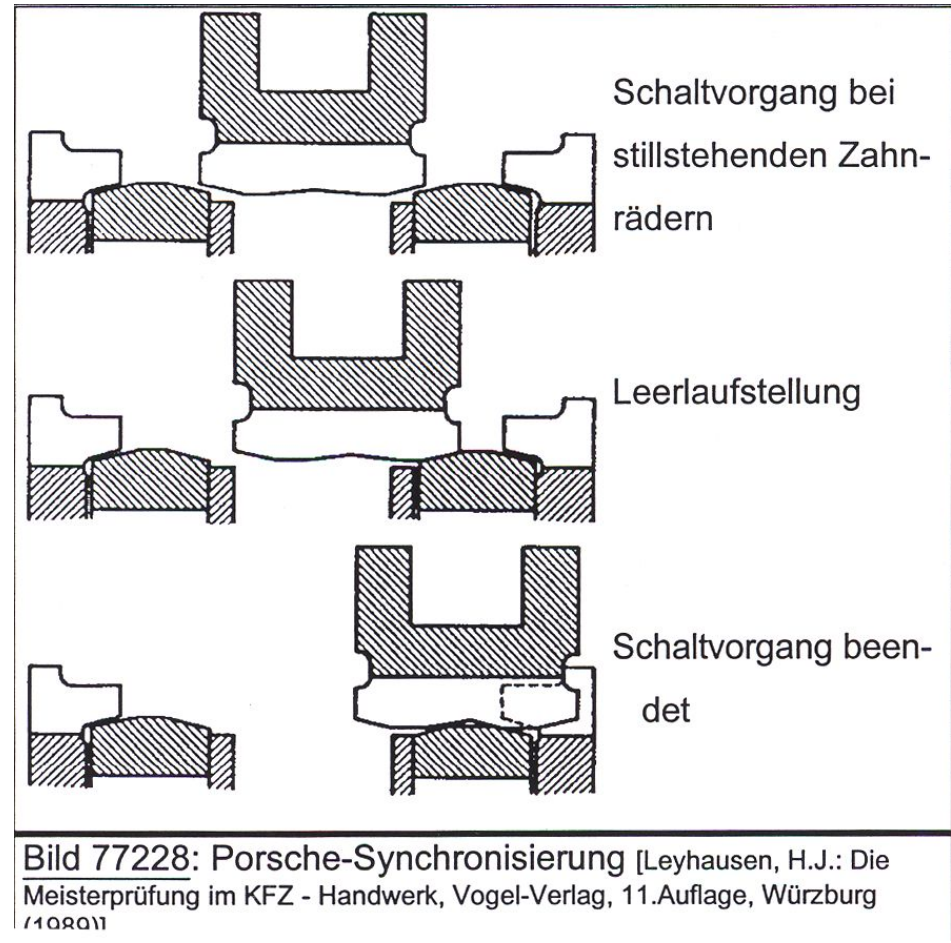 Schaltvorgang bei
stillstehenden Zahn-
rädern
Leerlaufstellung
Schaltvorgang been-
det
Bild 77228: Porsche-Synchronisierung [Leyhausen, H.J.: Die
Meisterprüfung im KFZ - Handwerk, Vogel-Verlag, 11.Auflage, Würzburg
(1989)]